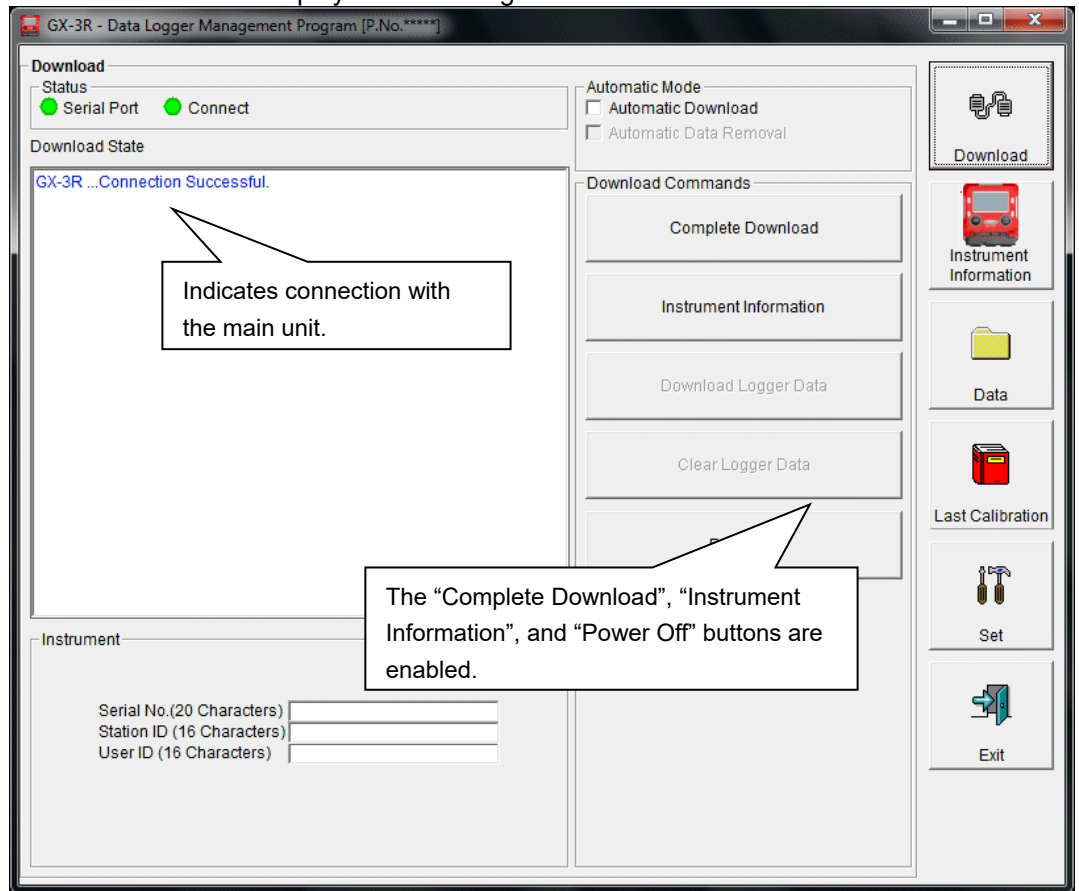 GX-3R - Data Logger Management Program [P.No.*****]
Download
Status
Serial Port Connect
Download State
GX-3R ...Connection Successful.
Indicates connection with
the main unit.
Automatic Mode
Automatic Download
Automatic Data Removal
Download Commands
Complete Download
Instrument Information
Download Logger Data
Clear Logger Data
The “Complete Download”, “Instrument
Information”, and “Power Off” buttons are
enabled.
Instrument
Serial No.(20 Characters)
Station ID (16 Characters)
User ID (16 Characters)
Download
Instrument
Information
Data
Last Calibration
Set
Exit